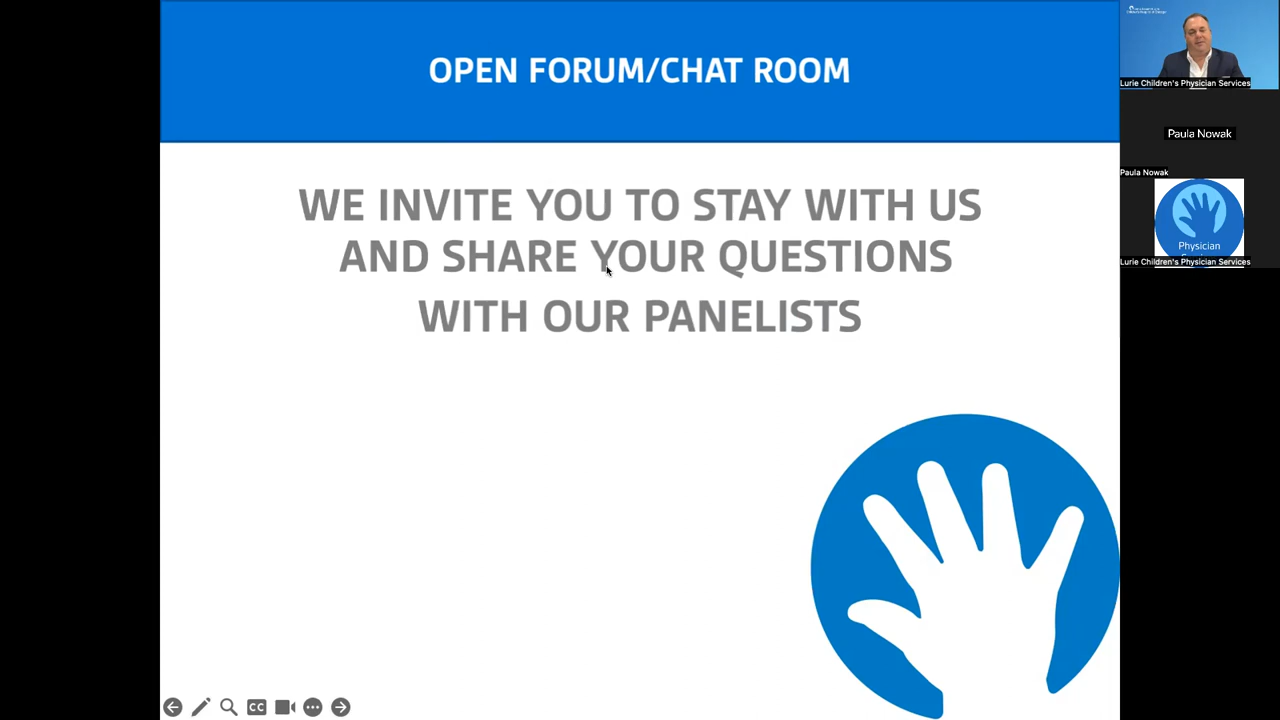 OPEN FORUM/CHAT ROOM
WE INVITE YOU TO STAY WITH US
AND SHARE YOUR QUESTIONS
WITH OUR PANELISTS
CC
Lurie Children's Physician Services
Paula Nowak
Paula Nowak
Physician
Lurie Children's Physician Services